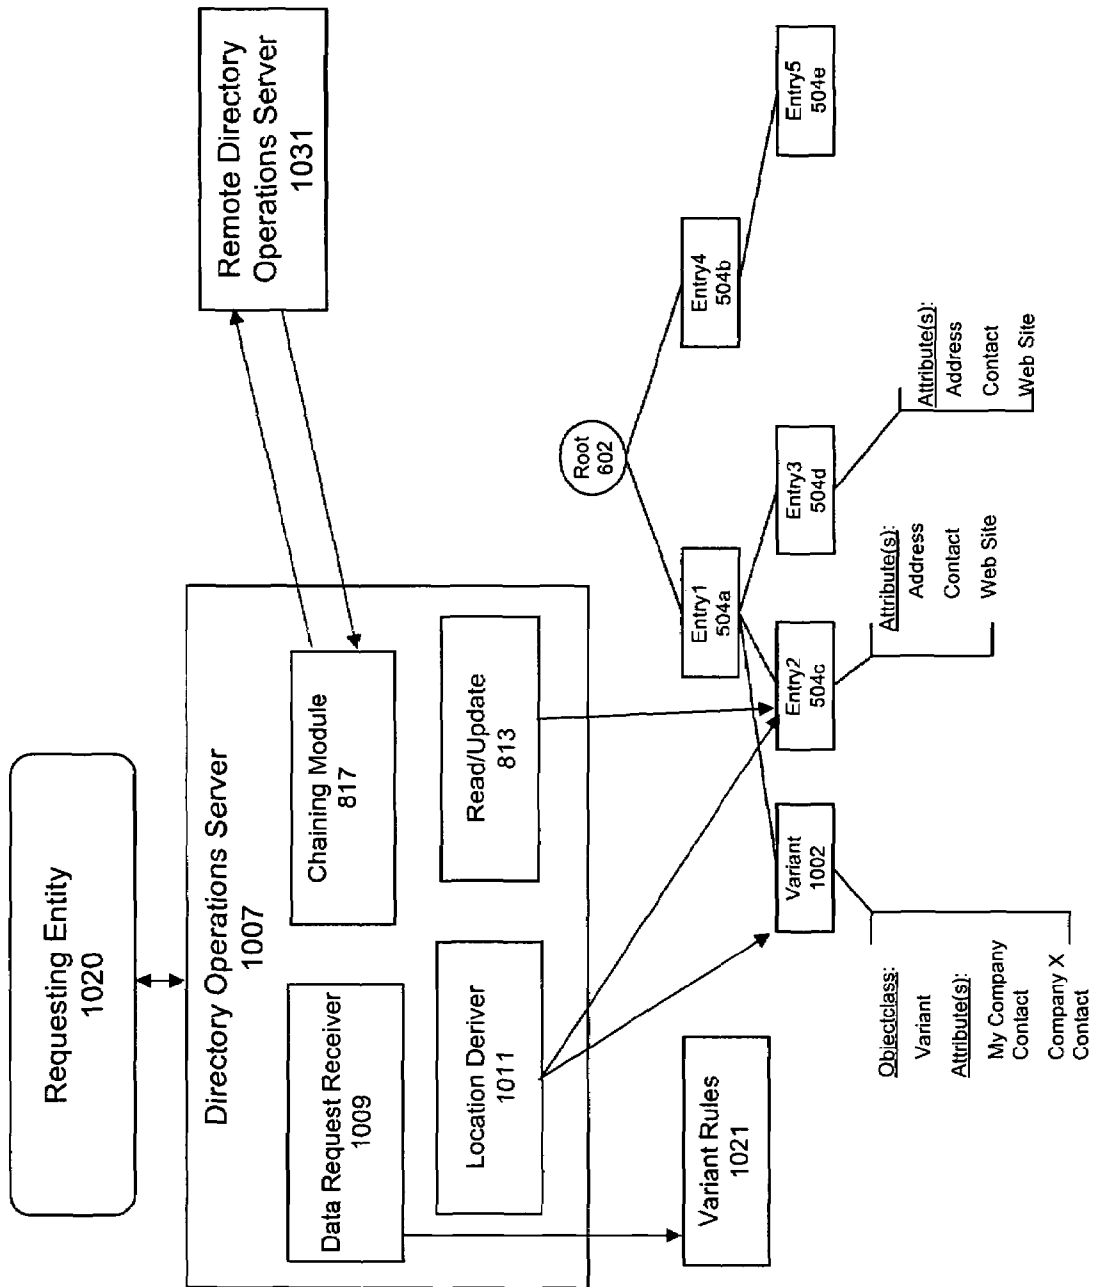 Requesting Entity
1020
Directory Operations Server
1007
Data Request Receiver
1009
Chaining Module
817
Location Deriver
1011
Read/Update
813
Remote Directory
Operations Server
1031
Variant Rules
1021
Root
602
Entry1
504a
Entry4
504b
Variant
1002
Entry2
504c
Entry3
504d
Entry5
504e
Objectclass:
Variant
Attribute(s):
My Company
Contact
Company X
Contact
Attribute(s):
Address
Contact
Web Site
Attribute(s):
Address
Contact
Web Site